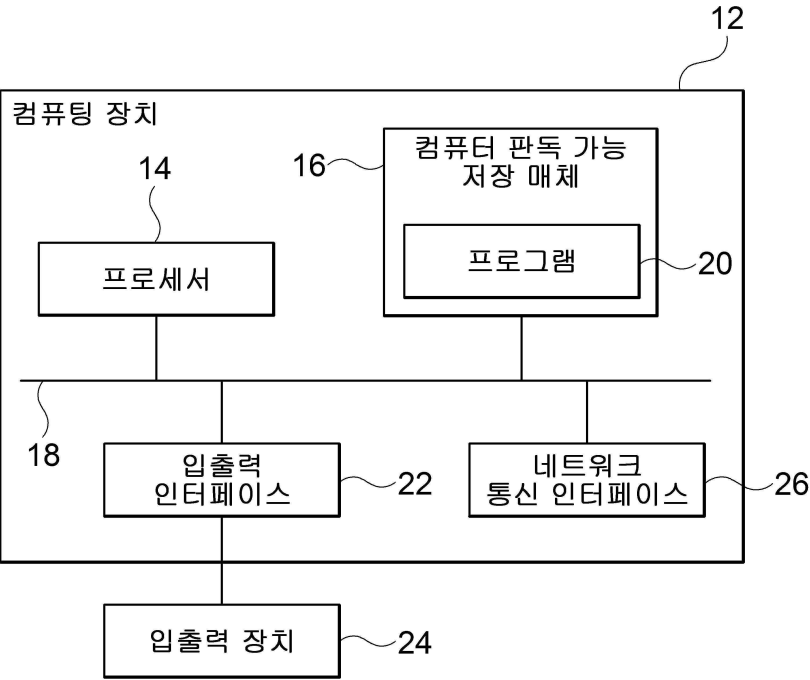 12
컴퓨팅 장치
14
프로세서
16
컴퓨터 판독 가능
저장 매체
프로그램
20
18
입출력
인터페이스
22
네트워크
통신 인터페이스
26
입출력 장치
24